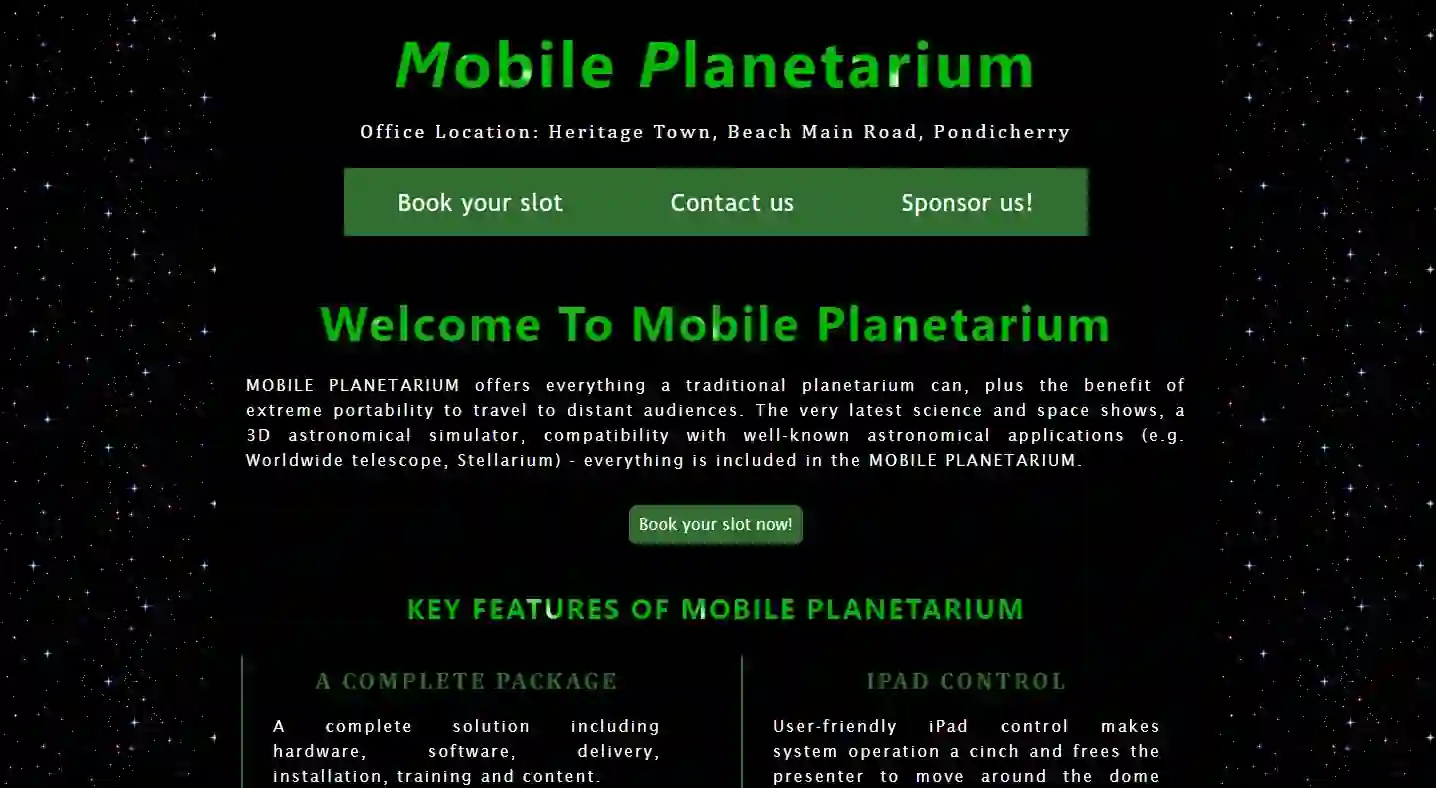 Mobile Planetarium
Office Location: Heritage Town, Beach Main Road, Pondicherry
Book your slot Contact us Sponsor us!
Welcome To Mobile Planetarium
MOBILE PLANETARIUM offers everything a traditional planetarium can, plus the benefit of
extreme portability to travel to distant audiences. The very latest science and space shows, a
3D astronomical simulator, compatibility with well-known astronomical applications (e.g.
Worldwide telescope, Stellarium) - everything is included in the MOBILE PLANETARIUM.
Book your slot now!
KEY FEATURES OF MOBILE PLANETARIUM
A COMPLETE PACKAGE
A complete solution including
hardware, software, delivery,
installation, training and content.
IPAD CONTROL
User-friendly iPad control makes
system operation a cinch and frees the
presenter to move around the dome